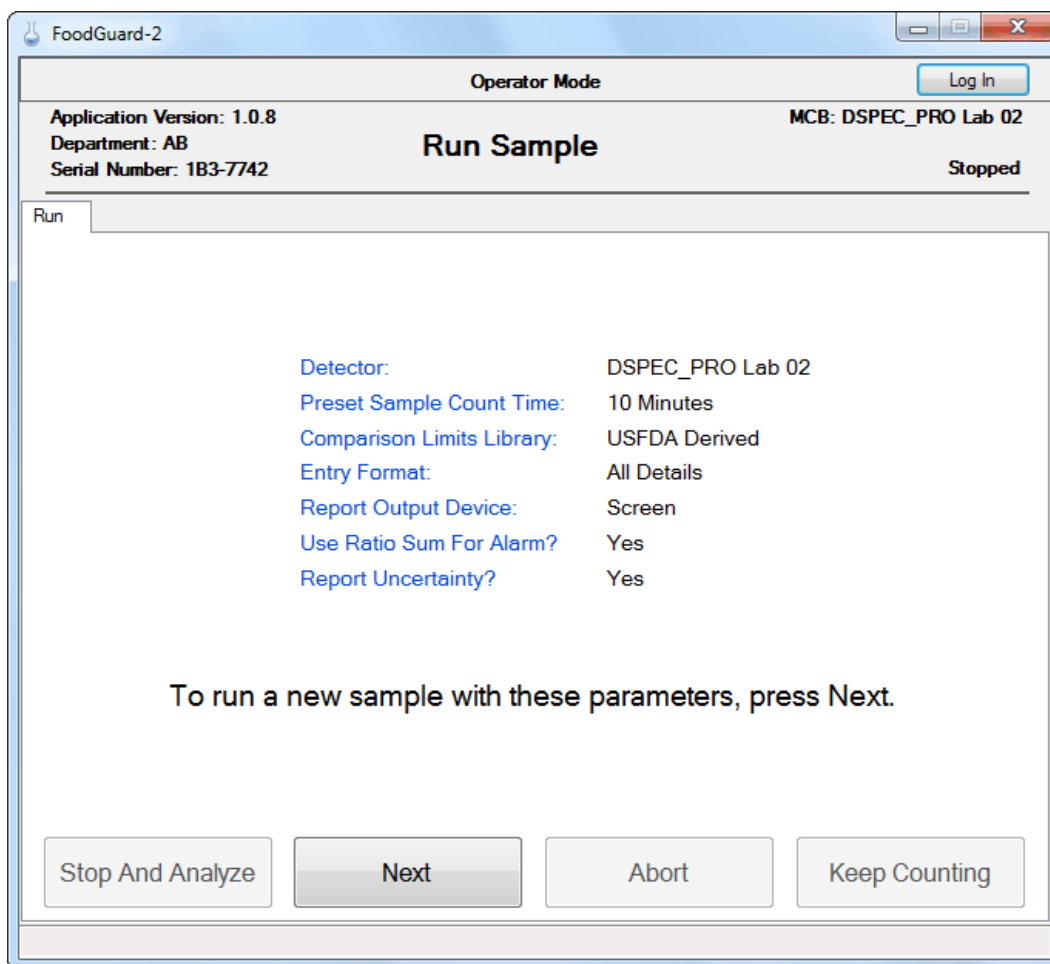 FoodGuard-2
Operator Mode
Log In
Application Version: 1.0.8
MCB: DSPEC_PRO Lab 02
Department: AB
Run Sample
Serial Number: 1B3-7742
Stopped
Run
Detector: DSPEC_PRO Lab 02
Preset Sample Count Time: 10 Minutes
Comparison Limits Library: USFDA Derived
Entry Format: All Details
Report Output Device: Screen
Use Ratio Sum For Alarm? Yes
Report Uncertainty? Yes
To run a new sample with these parameters, press Next.
Stop And Analyze
Next
Abort
Keep Counting